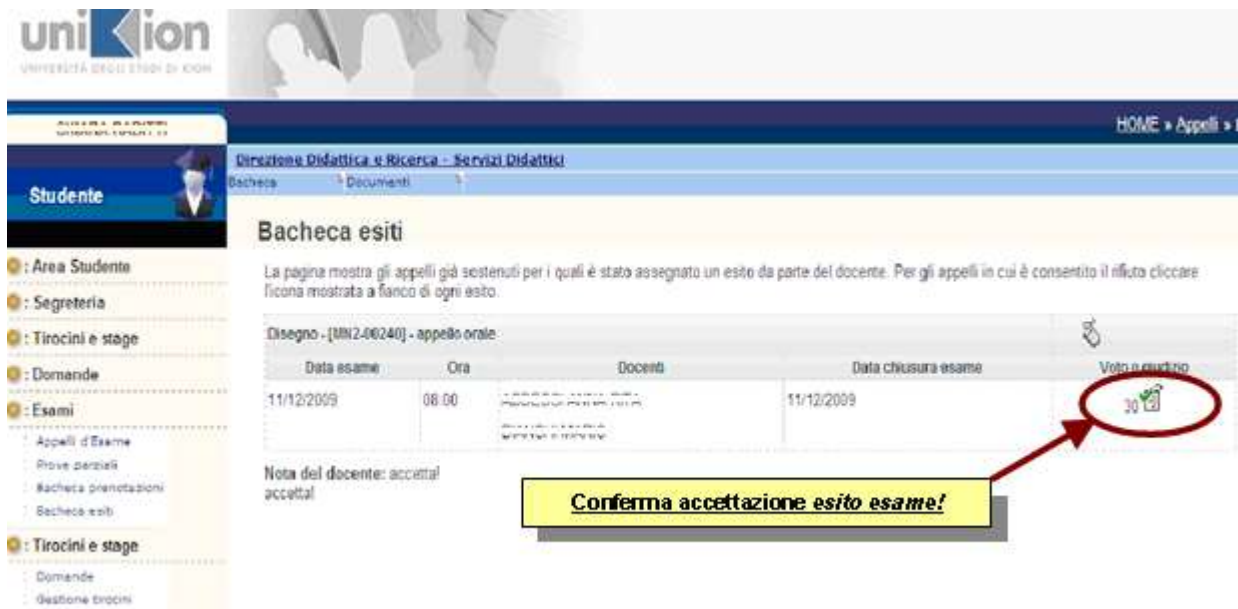 uniKion
UNIVERSITÀ DEGLI STUDI DI KION
HOME » Appelli »
Direzione Didattica e Ricerca - Servizi Didattici
Bacheca Documenti
Studente
Bacheca esiti
La pagina mostra gli appelli già sostenuti per i quali è stato assegnato un esito da parte del docente. Per gli appelli in cui è consentito il rifiuto cliccare
l'icona mostrata a fianco di ogni esito.
: Area Studente
: Segreteria
: Tirocini e stage
: Domande
: Esami
Appelli d'Esame
Prove parziali
Bacheca prenotazioni
Bacheca esiti
: Tirocini e stage
Domande
Gestione tirocini
Disegno - [MN2-00240] - appello orale
Data esame Ora Docenti Data chiusura esame Voto o giudizio
11/12/2009 08:00 11/12/2009 30
Nota del docente: accetta!
accetta!
Conferma accettazione esito esame!